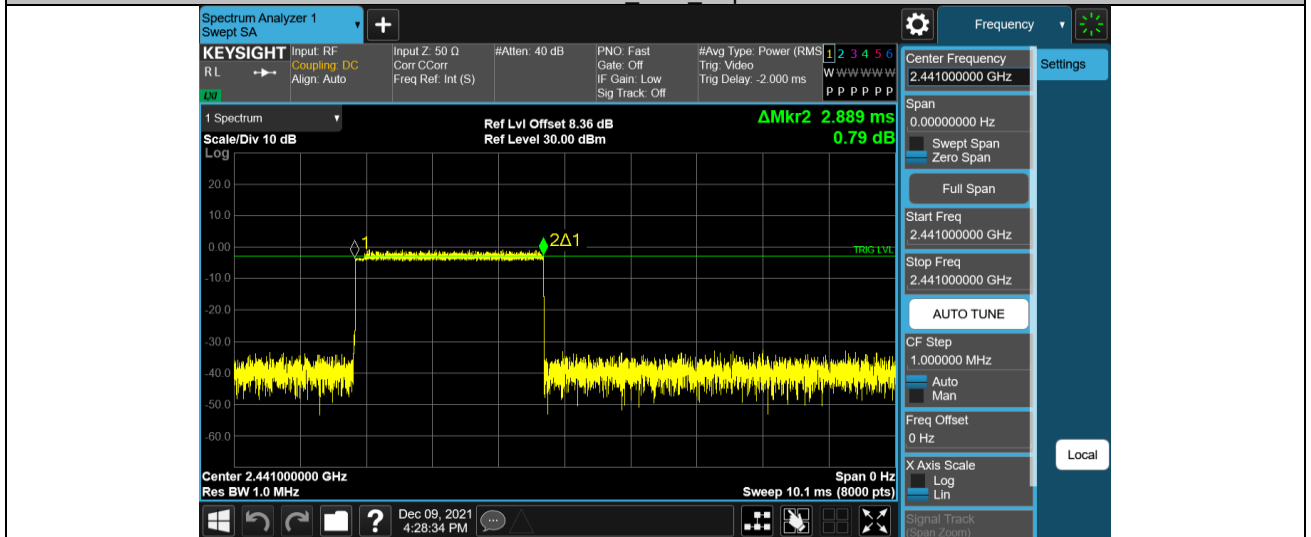 Spectrum Analyzer 1
Swept SA
+
Frequency
KEYSIGHT
R L
LXI
Input: RF
Coupling: DC
Align: Auto
Input Z: 50 Ω
Corr CCorr
Freq Ref: Int (S)
#Atten: 40 dB
PNO: Fast
Gate: Off
IF Gain: Low
Sig Track: Off
#Avg Type: Power (RMS
Trig: Video
Trig Delay: -2.000 ms
1 2 3 4 5 6
W W W W W W
P P P P P P
1 Spectrum
Scale/Div 10 dB
Log
Ref Lvl Offset 8.36 dB
Ref Level 30.00 dBm
ΔMkr2 2.889 ms
0.79 dB
20.0
10.0
0.00
-10.0
-20.0
-30.0
-40.0
-50.0
-60.0
1
2Δ1
TRIG LVL
Center 2.441000000 GHz
Res BW 1.0 MHz
Span 0 Hz
Sweep 10.1 ms (8000 pts)
?
Dec 09, 2021
4:28:34 PM
Center Frequency
2.441000000 GHz
Span
0.00000000 Hz
Swept Span
Zero Span
Full Span
Start Freq
2.441000000 GHz
Stop Freq
2.441000000 GHz
AUTO TUNE
CF Step
1.000000 MHz
Auto
Man
Freq Offset
0 Hz
X Axis Scale
Log
Lin
Signal Track
(Span Zoom)
Settings
Local